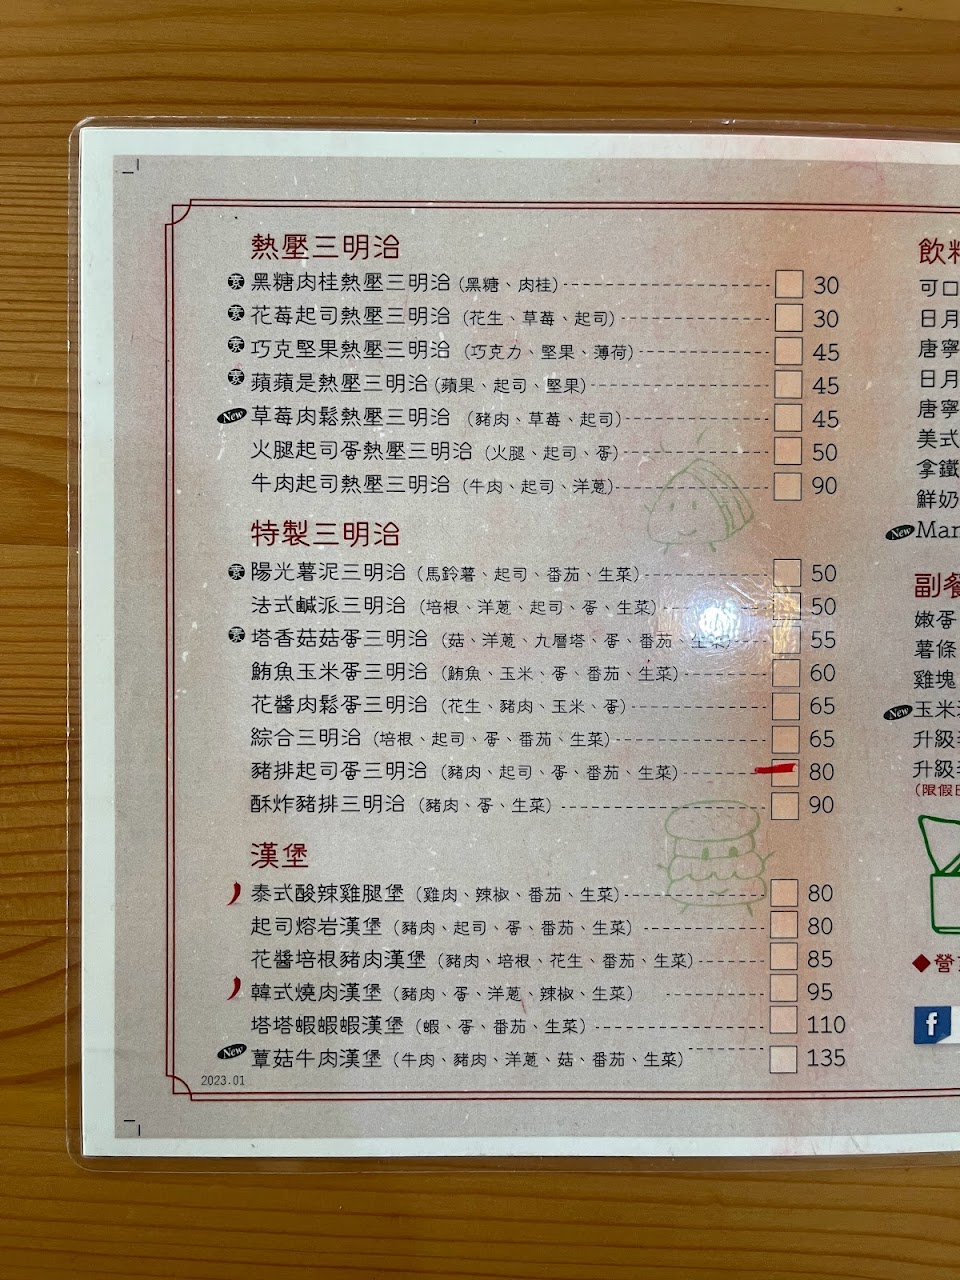 熱壓三明治
素 黑糖肉桂熱壓三明治 (黑糖、肉桂) 30
素 花莓起司熱壓三明治 (花生、草莓、起司) 30
素 巧克堅果熱壓三明治 (巧克力、堅果、薄荷) 45
素 蘋蘋是熱壓三明治 (蘋果、起司、堅果) 45
New 草莓肉鬆熱壓三明治 (豬肉、草莓、起司) 45
火腿起司蛋熱壓三明治 (火腿、起司、蛋) 50
牛肉起司熱壓三明治 (牛肉、起司、洋蔥) 90
特製三明治
素 陽光薯泥三明治 (馬鈴薯、起司、番茄、生菜) 50
法式鹹派三明治 (培根、洋蔥、起司、蛋、生菜) 50
素 塔香菇菇蛋三明治 (菇、洋蔥、九層塔、蛋、番茄、生菜) 55
鮪魚玉米蛋三明治 (鮪魚、玉米、蛋、番茄、生菜) 60
花醬肉鬆蛋三明治 (花生、豬肉、玉米、蛋) 65
綜合三明治 (培根、起司、蛋、番茄、生菜) 65
豬排起司蛋三明治 (豬肉、起司、蛋、番茄、生菜) 80
酥炸豬排三明治 (豬肉、蛋、生菜) 90
漢堡
泰式酸辣雞腿堡 (雞肉、辣椒、番茄、生菜) 80
起司熔岩漢堡 (豬肉、起司、蛋、番茄、生菜) 80
花醬培根豬肉漢堡 (豬肉、培根、花生、番茄、生菜) 85
韓式燒肉漢堡 (豬肉、蛋、洋蔥、辣椒、生菜) 95
塔塔蝦蝦蝦漢堡 (蝦、蛋、番茄、生菜) 110
New 蕈菇牛肉漢堡 (牛肉、豬肉、洋蔥、菇、番茄、生菜) 135
2023.01
飲料
可口
日月
唐寧
日月
唐寧
美式
拿鐵
鮮奶
New Mar
副餐
嫩蛋
薯條
雞塊
New 玉米
升級
升級
(限假日
◆營
f